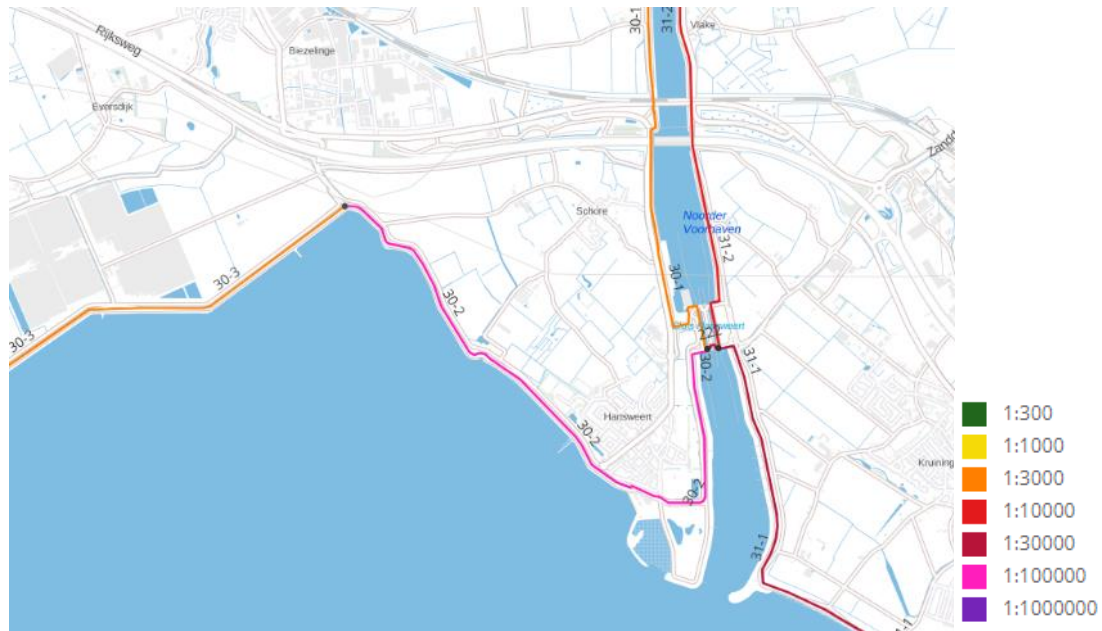 30-1
31-2
Vlake
Rijksweg
Biezelinge
Eversdijk
Schore
Noorder
Voorhaven
31-2
30-3
30-2
30-1
30-3
30-2
31-1
Hansweert
30-2
Kruining
30-2
31-1
1:300
1:1000
1:3000
1:10000
1:30000
1:100000
1:1000000